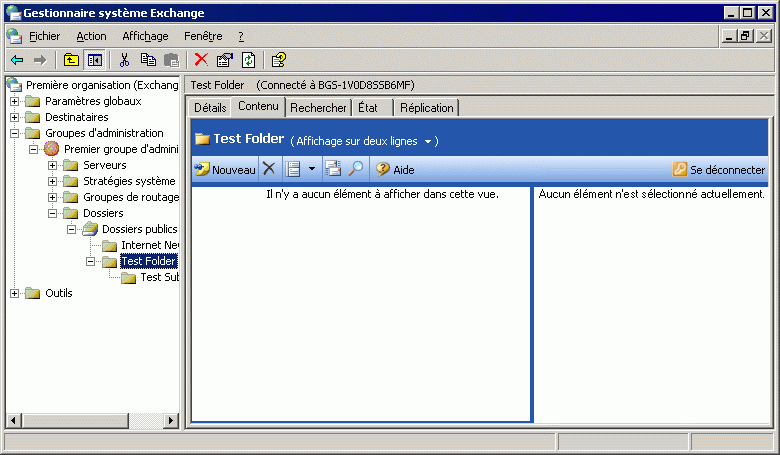 Gestionnaire système Exchange
Fichier Action Affichage Fenêtre ?
Première organisation (Exchang
Paramètres globaux
Destinataires
Groupes d'administration
Premier groupe d'admini
Serveurs
Stratégies système
Groupes de routage
Dossiers
Dossiers publics
Internet Ne
Test Folder
Test Sub
Outils
Test Folder (Connecté à BGS-1V0D8SSB6MF)
Détails Contenu Rechercher État Réplication
Test Folder (Affichage sur deux lignes)
Nouveau Aide Se déconnecter
Il n'y a aucun élément à afficher dans cette vue.
Aucun élément n'est sélectionné actuellement.